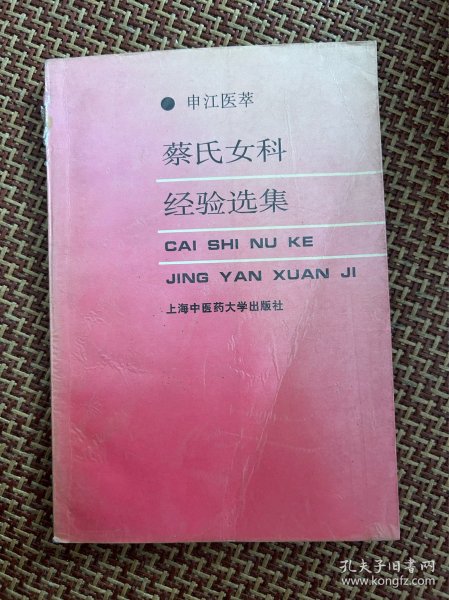 ● 申江医萃
蔡氏女科
经验选集
CAI SHI NU KE
JING YAN XUAN JI
上海中医药大学出版社
孔夫子旧书网
www.kongfz.com